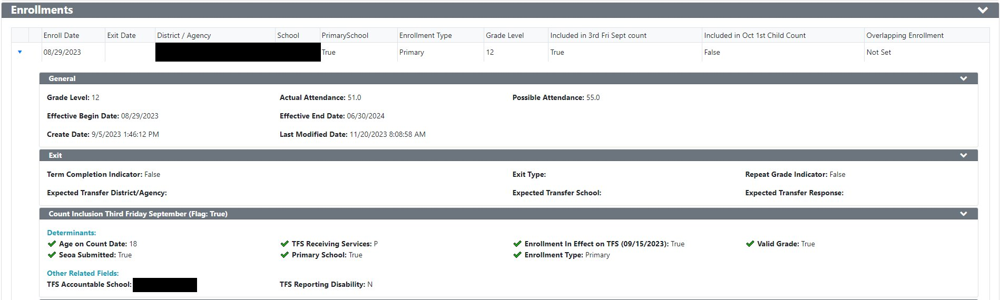 Enrollments
Enroll Date Exit Date District / Agency School PrimarySchool Enrollment Type Grade Level Included in 3rd Fri Sept count Included in Oct 1st Child Count Overlapping Enrollment
08/29/2023 True Primary 12 True False Not Set
General
Grade Level: 12 Actual Attendance: 51.0 Possible Attendance: 55.0
Effective Begin Date: 08/29/2023 Effective End Date: 06/30/2024
Create Date: 9/5/2023 1:46:12 PM Last Modified Date: 11/20/2023 8:08:58 AM
Exit
Term Completion Indicator: False Exit Type: Repeat Grade Indicator: False
Expected Transfer District/Agency: Expected Transfer School: Expected Transfer Response:
Count Inclusion Third Friday September (Flag: True)
Determinants:
Age on Count Date: 18 TFS Receiving Services: P Enrollment In Effect on TFS (09/15/2023): True Valid Grade: True
Seoa Submitted: True Primary School: True Enrollment Type: Primary
Other Related Fields:
TFS Accountable School: TFS Reporting Disability: N